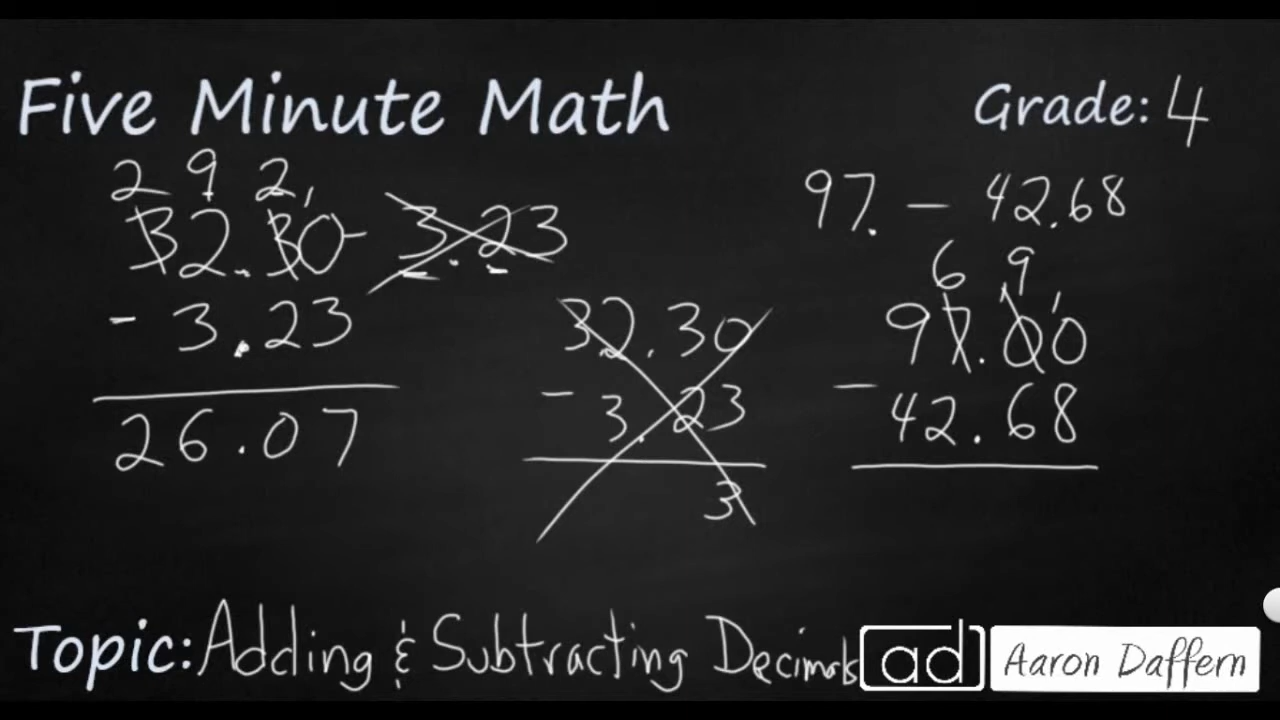 Five Minute Math
Grade: 4
2 9 2,
32.30 - 3.23
- 3.23
26.07
32.30
- 3.23
3
97. - 42.68
6 9,
97.00
- 42.68
Topic: Adding & Subtracting Decimals
ad Aaron Daffern